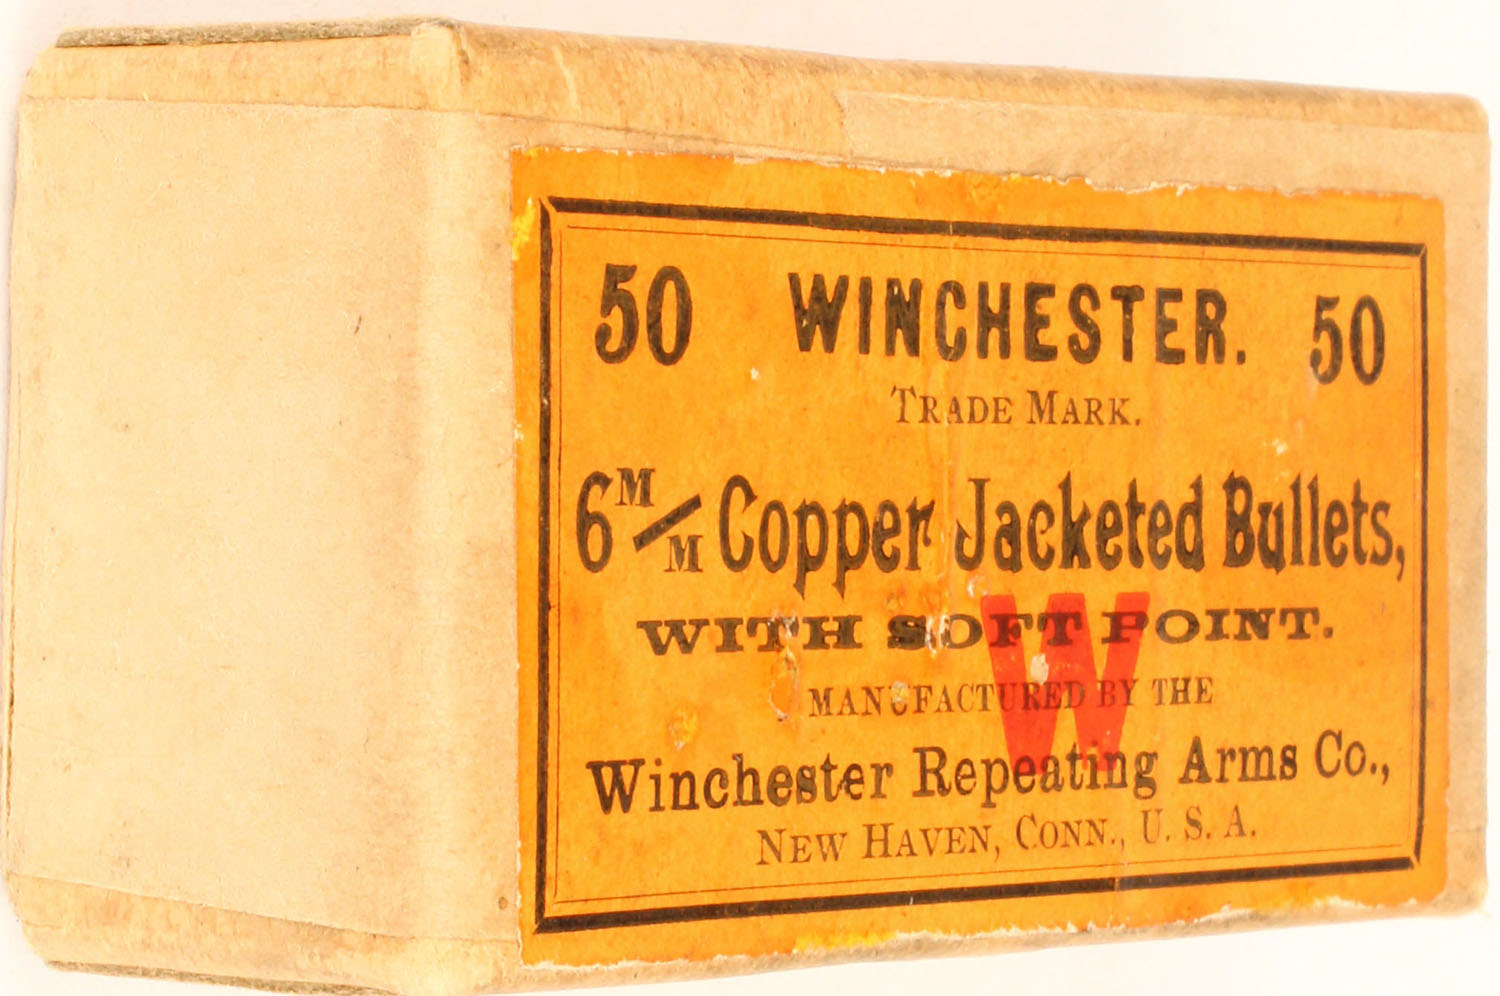 50 WINCHESTER. 50
TRADE MARK.
6 M/M Copper Jacketed Bullets,
WITH SOFT POINT.
W
MANUFACTURED BY THE
Winchester Repeating Arms Co.,
NEW HAVEN, CONN., U. S. A.